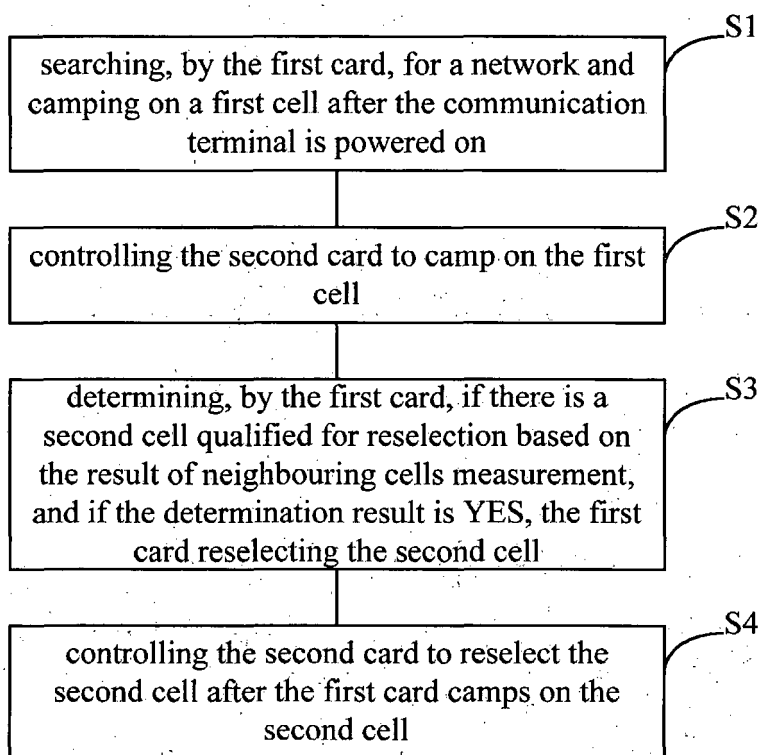 S1
searching, by the first card, for a network and
camping on a first cell after the communication
terminal is powered on
S2
controlling the second card to camp on the first
cell
S3
determining, by the first card, if there is a
second cell qualified for reselection based on
the result of neighbouring cells measurement,
and if the determination result is YES, the first
card reselecting the second cell
S4
controlling the second card to reselect the
second cell after the first card camps on the
second cell